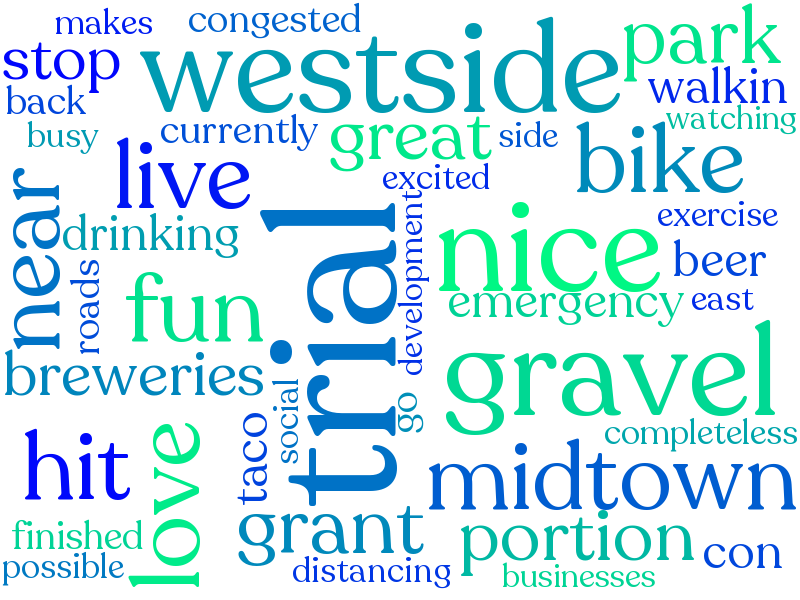 makes
congested
westside
park
stop
walkin
back
watching
busy
currently
great
side
bike
live
excited
near
drinking
trial
development
nice
exercise
beer
roads
fun
emergency
east
breweries
gravel
social
go
taco
completeless
hit
love
midtown
grant
portion
finished
con
possible
distancing
businesses